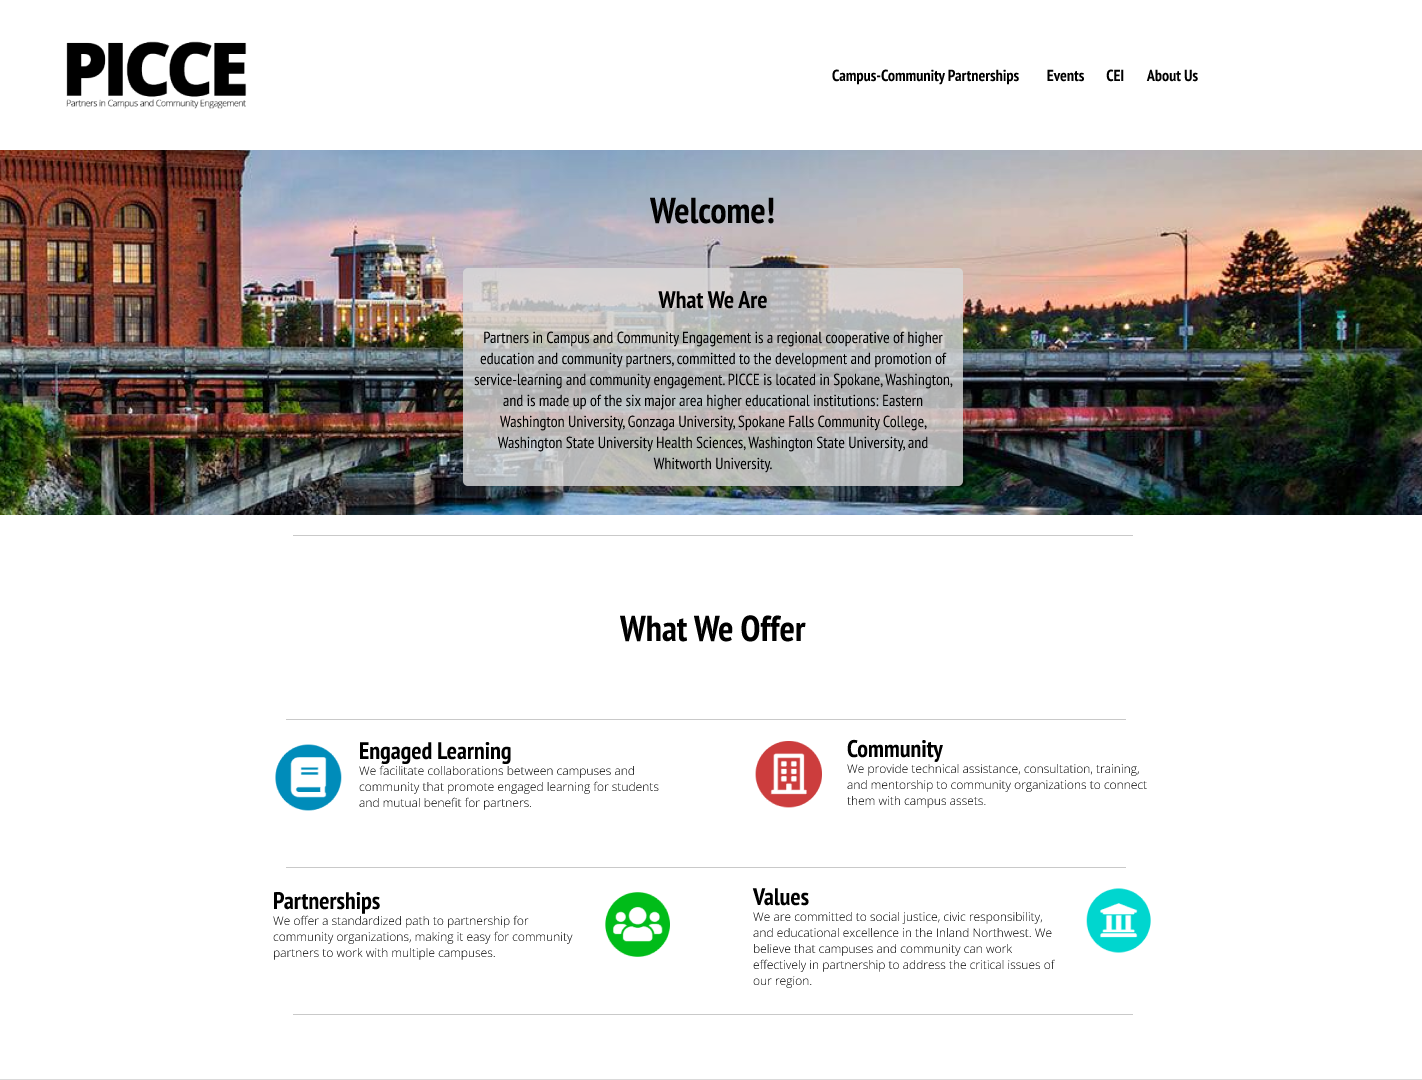 PICCE
Partners in Campus and Community Engagement
Campus-Community Partnerships Events CEI About Us
Welcome!
What We Are
Partners in Campus and Community Engagement is a regional cooperative of higher
education and community partners, committed to the development and promotion of
service-learning and community engagement. PICCE is located in Spokane, Washington,
and is made up of the six major area higher educational institutions: Eastern
Washington University, Gonzaga University, Spokane Falls Community College,
Washington State University Health Sciences, Washington State University, and
Whitworth University.
What We Offer
Engaged Learning
We facilitate collaborations between campuses and
community that promote engaged learning for students
and mutual benefit for partners.
Community
We provide technical assistance, consultation, training,
and mentorship to community organizations to connect
them with campus assets.
Partnerships
We offer a standardized path to partnership for
community organizations, making it easy for community
partners to work with multiple campuses.
Values
We are committed to social justice, civic responsibility,
and educational excellence in the Inland Northwest. We
believe that campuses and community can work
effectively in partnership to address the critical issues of
our region.